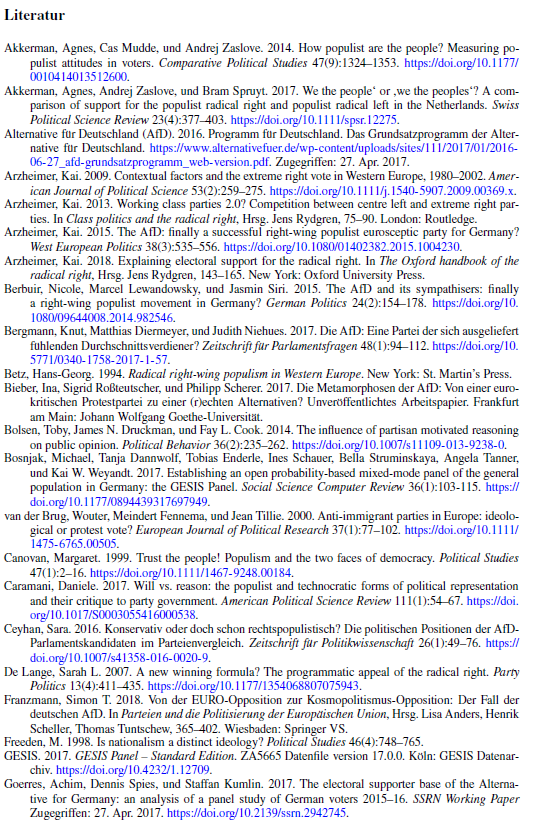 Literatur
Akkerman, Agnes, Cas Mudde, und Andrej Zaslove. 2014. How populist are the people? Measuring po-
pulist attitudes in voters. Comparative Political Studies 47(9):1324–1353. https://doi.org/10.1177/
0010414013512600.
Akkerman, Agnes, Andrej Zaslove, und Bram Spruyt. 2017. We the people‘ or ‚we the peoples‘? A com-
parison of support for the populist radical right and populist radical left in the Netherlands. Swiss
Political Science Review 23(4):377–403. https://doi.org/10.1111/spsr.12275.
Alternative für Deutschland (AfD). 2016. Programm für Deutschland. Das Grundsatzprogramm der Alter-
native für Deutschland. https://www.alternativefuer.de/wp-content/uploads/sites/111/2017/01/2016-
06-27_afd-grundsatzprogramm_web-version.pdf. Zugegriffen: 27. Apr. 2017.
Arzheimer, Kai. 2009. Contextual factors and the extreme right vote in Western Europe, 1980–2002. Amer-
ican Journal of Political Science 53(2):259–275. https://doi.org/10.1111/j.1540-5907.2009.00369.x.
Arzheimer, Kai. 2013. Working class parties 2.0? Competition between centre left and extreme right par-
ties. In Class politics and the radical right, Hrsg. Jens Rydgren, 75–90. London: Routledge.
Arzheimer, Kai. 2015. The AfD: finally a successful right-wing populist eurosceptic party for Germany?
West European Politics 38(3):535–556. https://doi.org/10.1080/01402382.2015.1004230.
Arzheimer, Kai. 2018. Explaining electoral support for the radical right. In The Oxford handbook of the
radical right, Hrsg. Jens Rydgren, 143–165. New York: Oxford University Press.
Berbuir, Nicole, Marcel Lewandowsky, und Jasmin Siri. 2015. The AfD and its sympathisers: finally
a right-wing populist movement in Germany? German Politics 24(2):154–178. https://doi.org/10.
1080/09644008.2014.982546.
Bergmann, Knut, Matthias Diermeyer, und Judith Niehues. 2017. Die AfD: Eine Partei der sich ausgeliefert
fühlenden Durchschnittsverdiener? Zeitschrift für Parlamentsfragen 48(1):94–112. https://doi.org/10.
5771/0340-1758-2017-1-57.
Betz, Hans-Georg. 1994. Radical right-wing populism in Western Europe. New York: St. Martin’s Press.
Bieber, Ina, Sigrid Roßteutscher, und Philipp Scherer. 2017. Die Metamorphosen der AfD: Von einer euro-
kritischen Protestpartei zu einer (r)echten Alternativen? Unveröffentlichtes Arbeitspapier. Frankfurt
am Main: Johann Wolfgang Goethe-Universität.
Bolsen, Toby, James N. Druckman, und Fay L. Cook. 2014. The influence of partisan motivated reasoning
on public opinion. Political Behavior 36(2):235–262. https://doi.org/10.1007/s11109-013-9238-0.
Bosnjak, Michael, Tanja Dannwolf, Tobias Enderle, Ines Schauer, Bella Struminskaya, Angela Tanner,
und Kai W. Weyandt. 2017. Establishing an open probability-based mixed-mode panel of the general
population in Germany: the GESIS Panel. Social Science Computer Review 36(1):103-115. https://
doi.org/10.1177/0894439317697949.
van der Brug, Wouter, Meindert Fennema, und Jean Tillie. 2000. Anti-immigrant parties in Europe: ideolo-
gical or protest vote? European Journal of Political Research 37(1):77–102. https://doi.org/10.1111/
1475-6765.00505.
Canovan, Margaret. 1999. Trust the people! Populism and the two faces of democracy. Political Studies
47(1):2–16. https://doi.org/10.1111/1467-9248.00184.
Caramani, Daniele. 2017. Will vs. reason: the populist and technocratic forms of political representation
and their critique to party government. American Political Science Review 111(1):54–67. https://doi.
org/10.1017/S0003055416000538.
Ceyhan, Sara. 2016. Konservativ oder doch schon rechtspopulistisch? Die politischen Positionen der AfD-
Parlamentskandidaten im Parteienvergleich. Zeitschrift für Politikwissenschaft 26(1):49–76. https://
doi.org/10.1007/s41358-016-0020-9.
De Lange, Sarah L. 2007. A new winning formula? The programmatic appeal of the radical right. Party
Politics 13(4):411–435. https://doi.org/10.1177/1354068807075943.
Franzmann, Simon T. 2018. Von der EURO-Opposition zur Kosmopolitismus-Opposition: Der Fall der
deutschen AfD. In Parteien und die Politisierung der Europäischen Union, Hrsg. Lisa Anders, Henrik
Scheller, Thomas Tuntschew, 365–402. Wiesbaden: Springer VS.
Freeden, M. 1998. Is nationalism a distinct ideology? Political Studies 46(4):748–765.
GESIS. 2017. GESIS Panel – Standard Edition. ZA5665 Datenfile version 17.0.0. Köln: GESIS Datenar-
chiv. https://doi.org/10.4232/1.12709.
Goerres, Achim, Dennis Spies, und Staffan Kumlin. 2017. The electoral supporter base of the Alterna-
tive for Germany: an analysis of a panel study of German voters 2015–16. SSRN Working Paper
Zugegriffen: 27. Apr. 2017. https://doi.org/10.2139/ssrn.2942745.